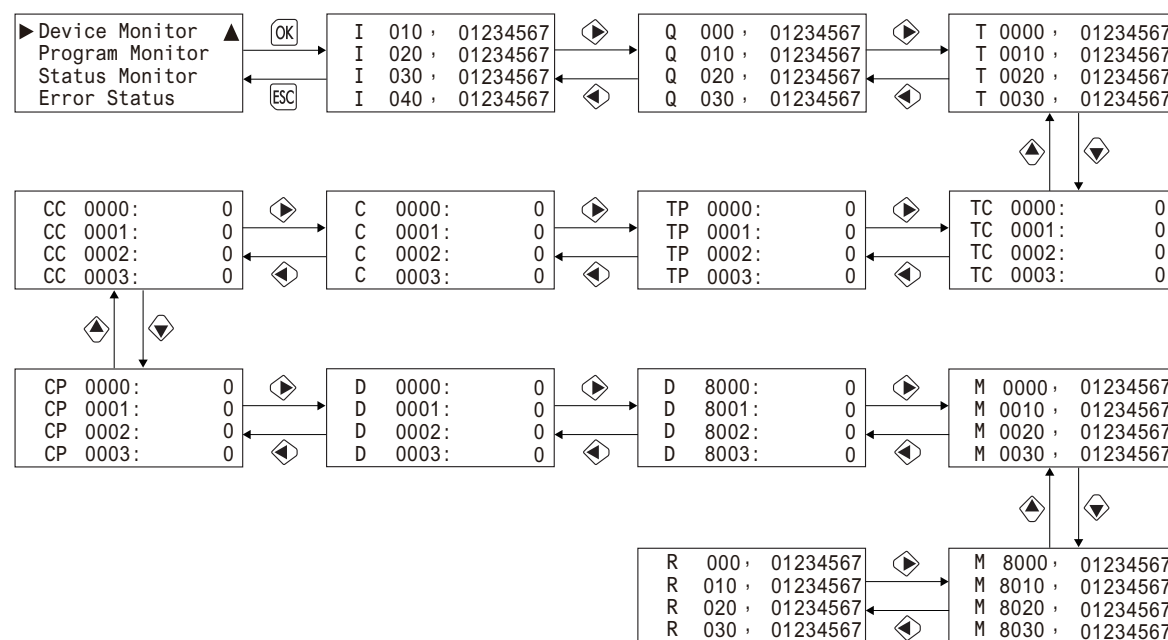 Device Monitor
Program Monitor
Status Monitor
Error Status
OK
ESC
I 010, 01234567
I 020, 01234567
I 030, 01234567
I 040, 01234567
Q 000, 01234567
Q 010, 01234567
Q 020, 01234567
Q 030, 01234567
T 0000, 01234567
T 0010, 01234567
T 0020, 01234567
T 0030, 01234567
CC 0000: 0
CC 0001: 0
CC 0002: 0
CC 0003: 0
C 0000: 0
C 0001: 0
C 0002: 0
C 0003: 0
TP 0000: 0
TP 0001: 0
TP 0002: 0
TP 0003: 0
TC 0000: 0
TC 0001: 0
TC 0002: 0
TC 0003: 0
CP 0000: 0
CP 0001: 0
CP 0002: 0
CP 0003: 0
D 0000: 0
D 0001: 0
D 0002: 0
D 0003: 0
D 8000: 0
D 8001: 0
D 8002: 0
D 8003: 0
M 0000, 01234567
M 0010, 01234567
M 0020, 01234567
M 0030, 01234567
R 000, 01234567
R 010, 01234567
R 020, 01234567
R 030, 01234567
M 8000, 01234567
M 8010, 01234567
M 8020, 01234567
M 8030, 01234567